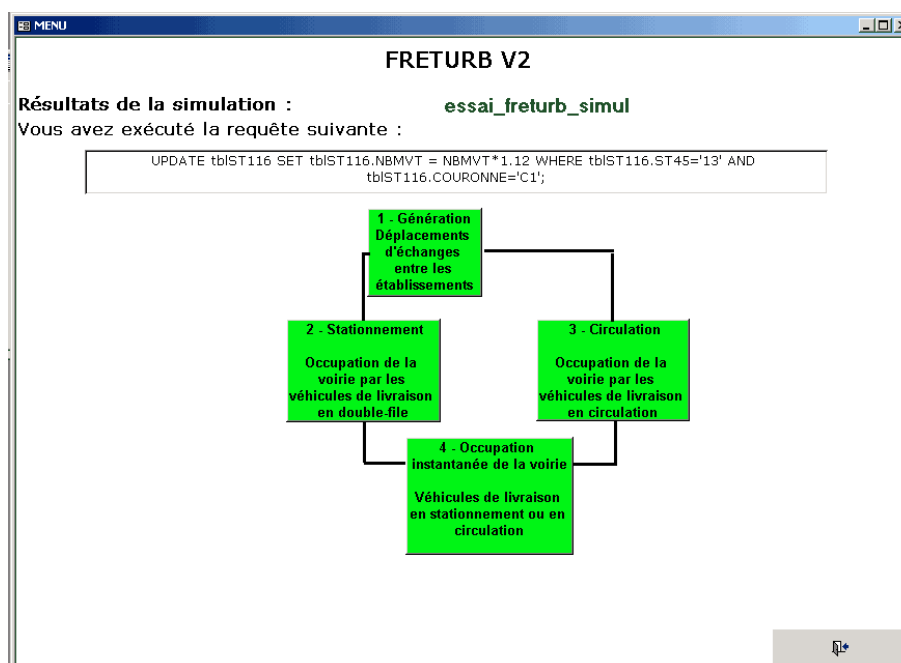 MENU
FRETURB V2
Résultats de la simulation : essai_freturb_simul
Vous avez exécuté la requête suivante :
UPDATE tblST116 SET tblST116.NBMVT = NBMVT*1.12 WHERE tblST116.ST45='13' AND
tblST116.COURONNE='C1';
1 - Génération
Déplacements
d'échanges
entre les
établissements
2 - Stationnement
Occupation de la
voirie par les
véhicules de livraison
en double-file
3 - Circulation
Occupation de la
voirie par les
véhicules de livraison
en circulation
4 - Occupation
instantanée de la voirie
Véhicules de livraison
en stationnement ou en
circulation